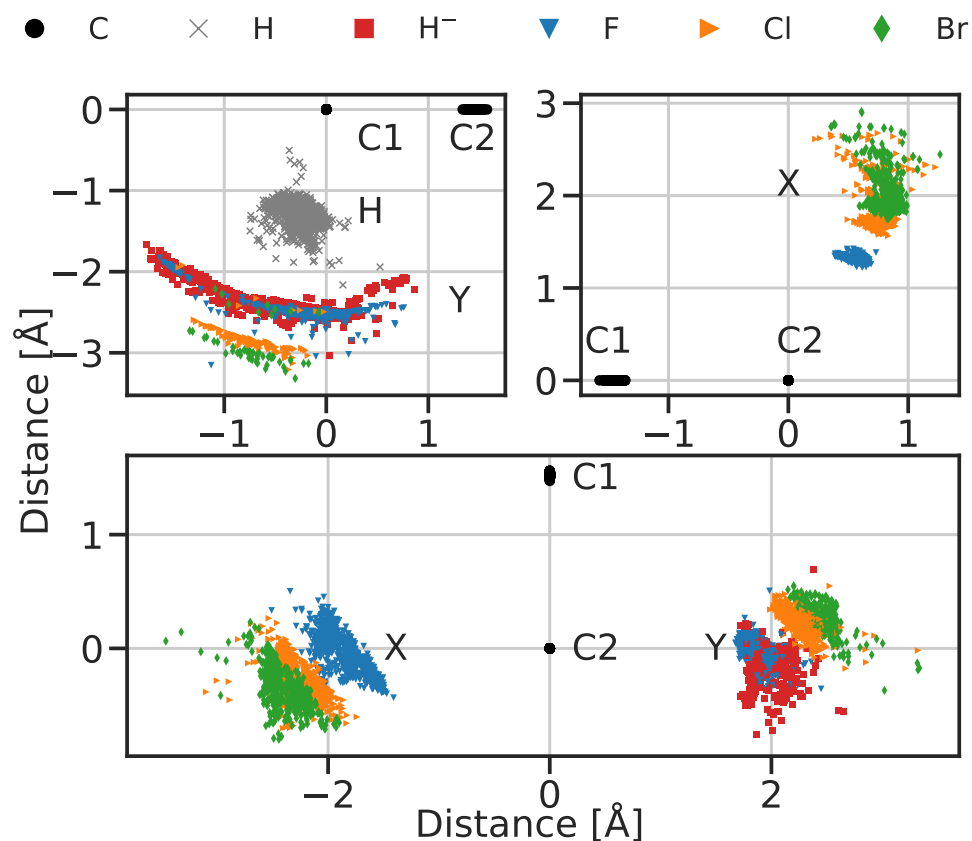 C H H⁻ F Cl Br
0 −1 −2 −3
C1 C2
H
Y
−1 0 1
3 2 1 0
X
C1 C2
−1 0 1
Distance [Å]
1 0
C1
X C2 Y
−2 0 2
Distance [Å]